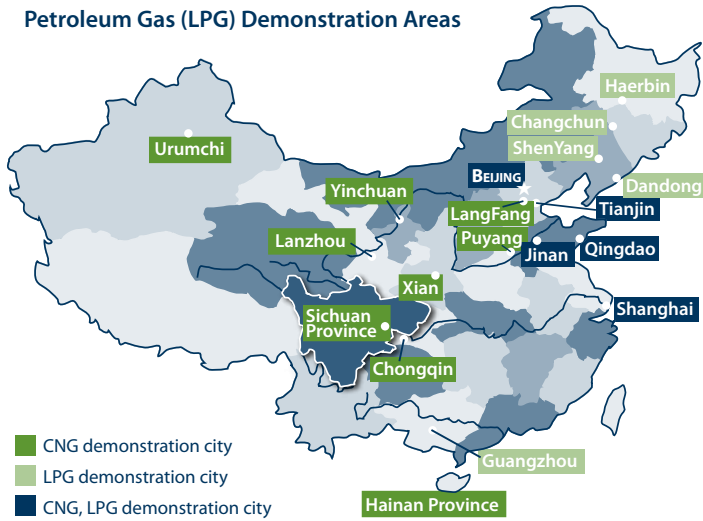 Petroleum Gas (LPG) Demonstration Areas
Haerbin
Changchun
ShenYang
Urumchi
BEIJING
Yinchuan
Dandong
LangFang
Tianjin
Lanzhou
Puyang
Jinan
Qingdao
Xian
Sichuan
Province
Shanghai
Chongqin
CNG demonstration city
LPG demonstration city
Guangzhou
CNG, LPG demonstration city
Hainan Province